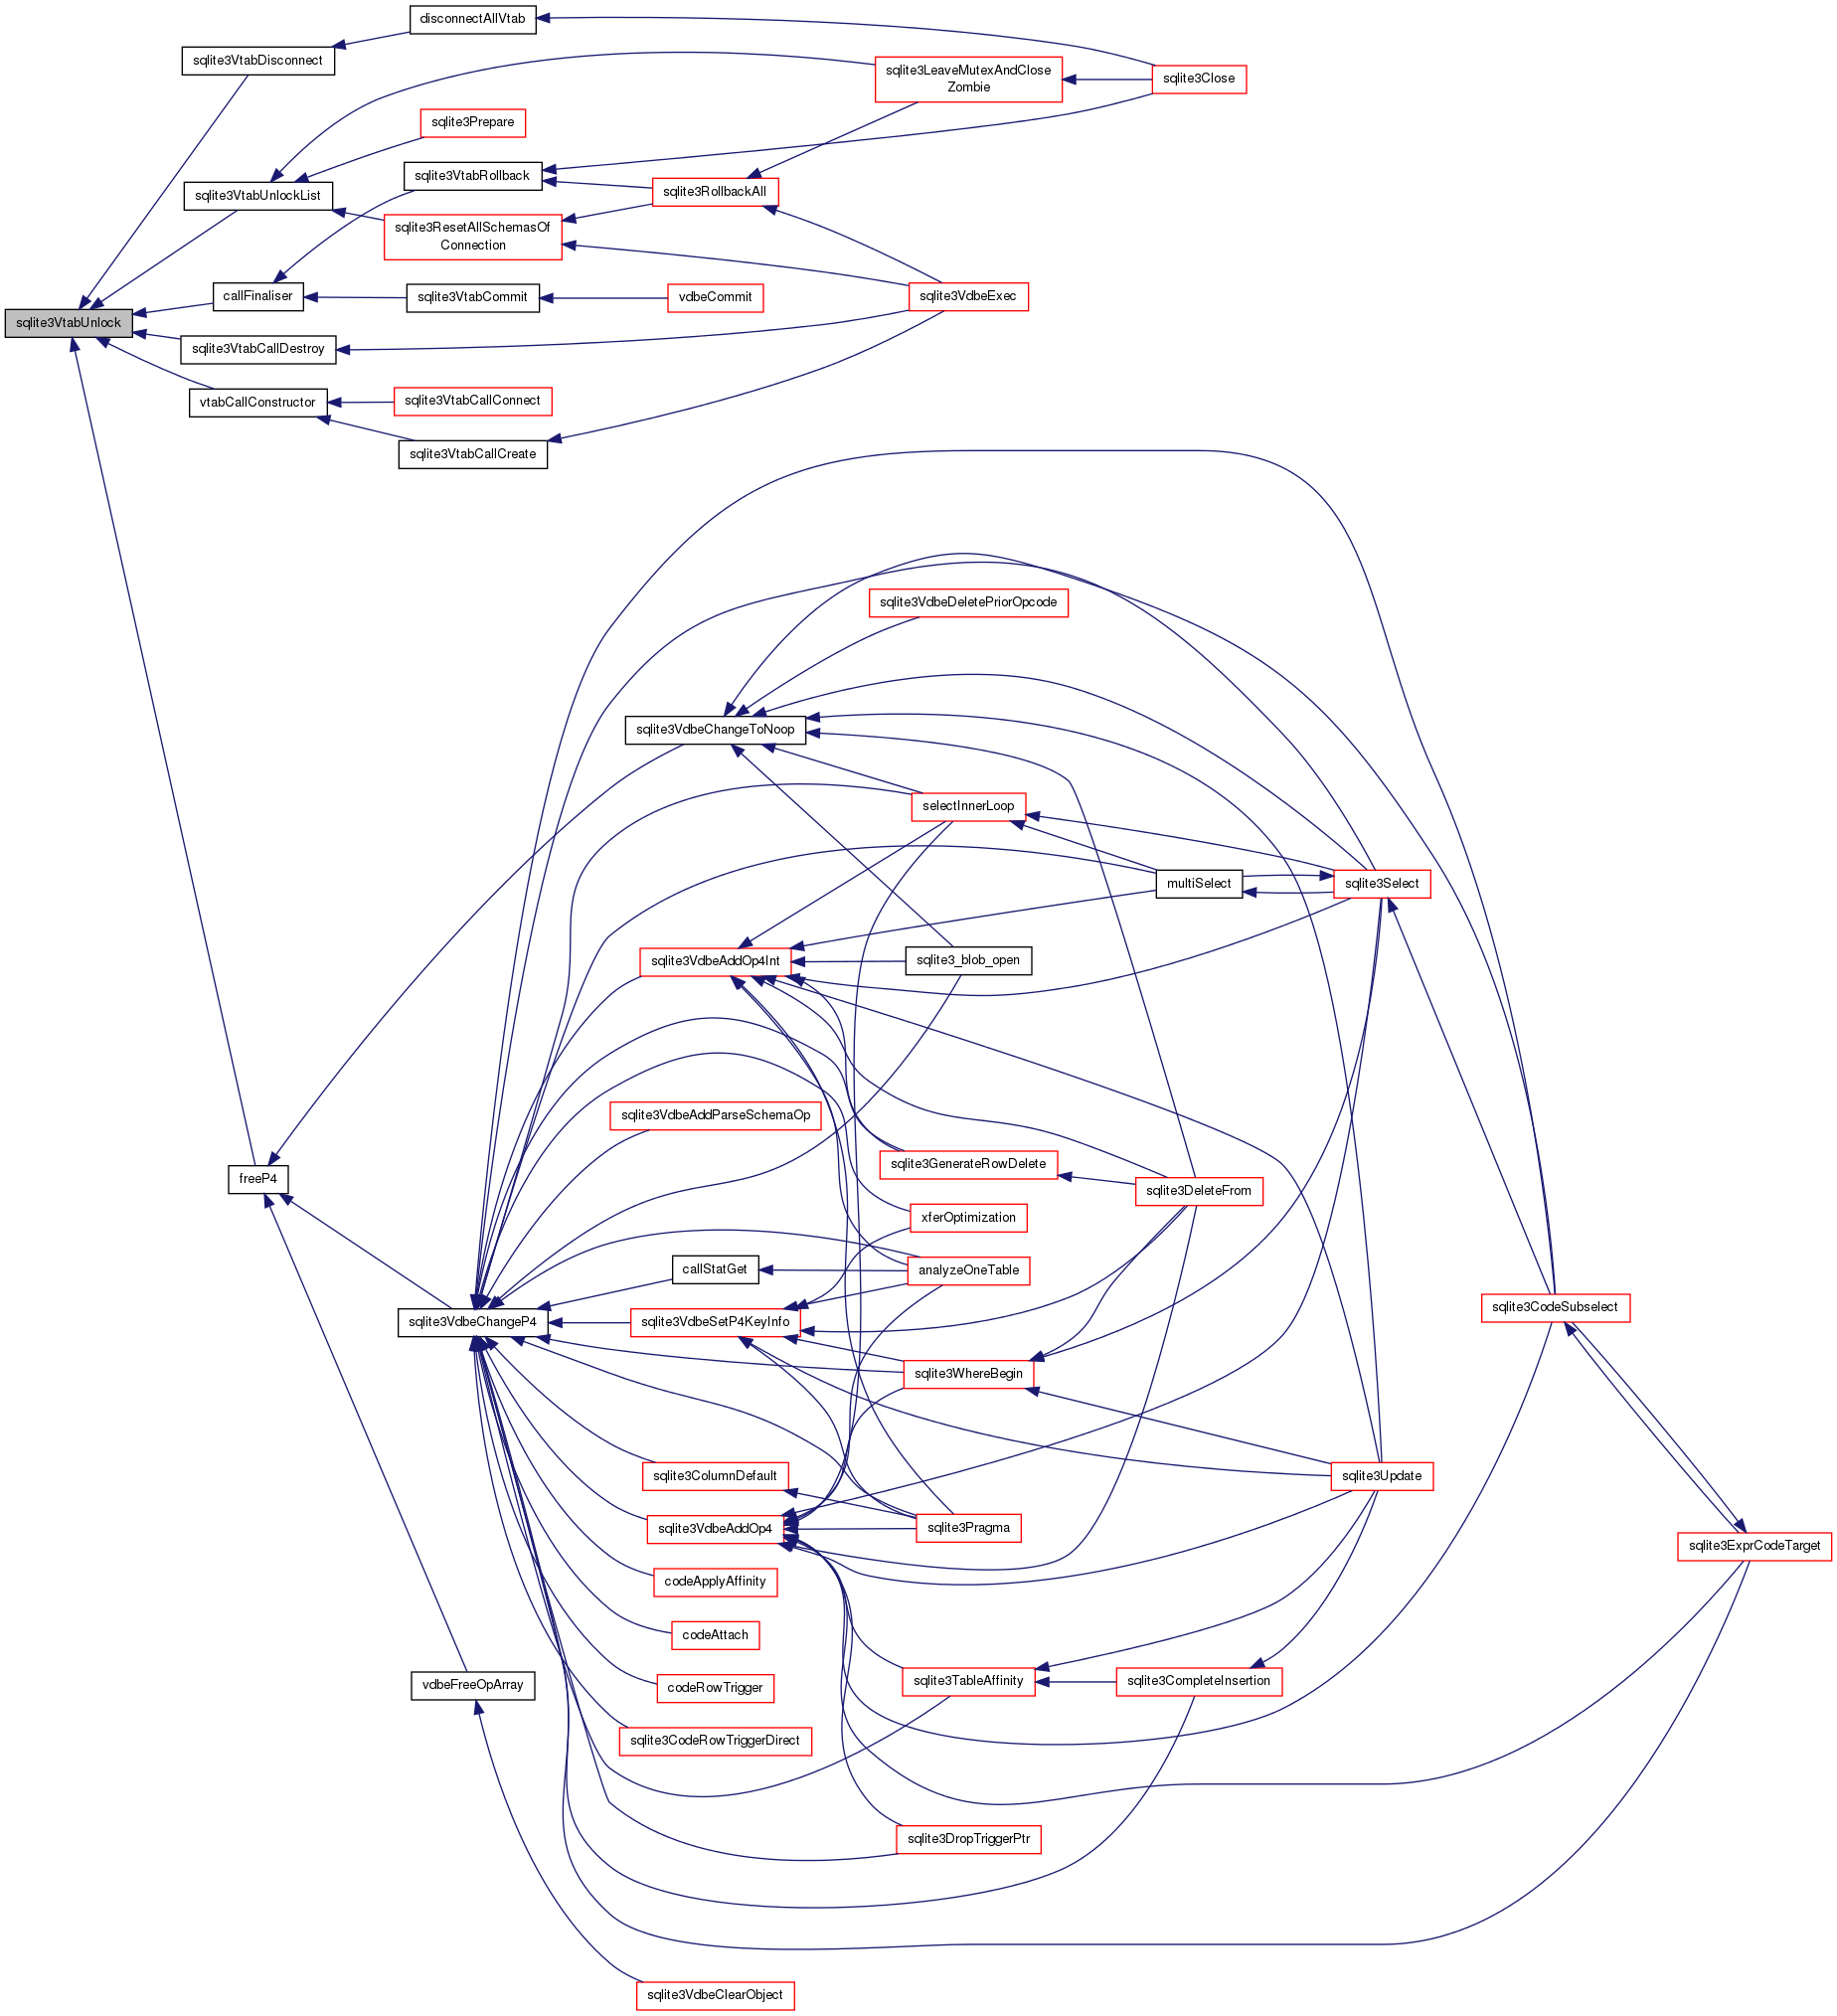 disconnectAllVtab
sqlite3VtabDisconnect
sqlite3LeaveMutexAndClose
Zombie
sqlite3Close
sqlite3Prepare
sqlite3VtabRollback
sqlite3VtabUnlockList
sqlite3RollbackAll
sqlite3ResetAllSchemasOf
Connection
callFinaliser
sqlite3VtabCommit
vdbeCommit
sqlite3VdbeExec
sqlite3VtabUnlock
sqlite3VtabCallDestroy
vtabCallConstructor
sqlite3VtabCallConnect
sqlite3VtabCallCreate
sqlite3VdbeDeletePriorOpcode
sqlite3VdbeChangeToNoop
selectInnerLoop
multiSelect
sqlite3Select
sqlite3VdbeAddOp4Int
sqlite3_blob_open
sqlite3VdbeAddParseSchemaOp
sqlite3GenerateRowDelete
freeP4
sqlite3DeleteFrom
xferOptimization
callStatGet
analyzeOneTable
sqlite3CodeSubselect
sqlite3VdbeChangeP4
sqlite3VdbeSetP4KeyInfo
sqlite3WhereBegin
sqlite3ColumnDefault
sqlite3Update
sqlite3VdbeAddOp4
sqlite3Pragma
sqlite3ExprCodeTarget
codeApplyAffinity
codeAttach
vdbeFreeOpArray
codeRowTrigger
sqlite3TableAffinity
sqlite3CompleteInsertion
sqlite3CodeRowTriggerDirect
sqlite3DropTriggerPtr
sqlite3VdbeClearObject